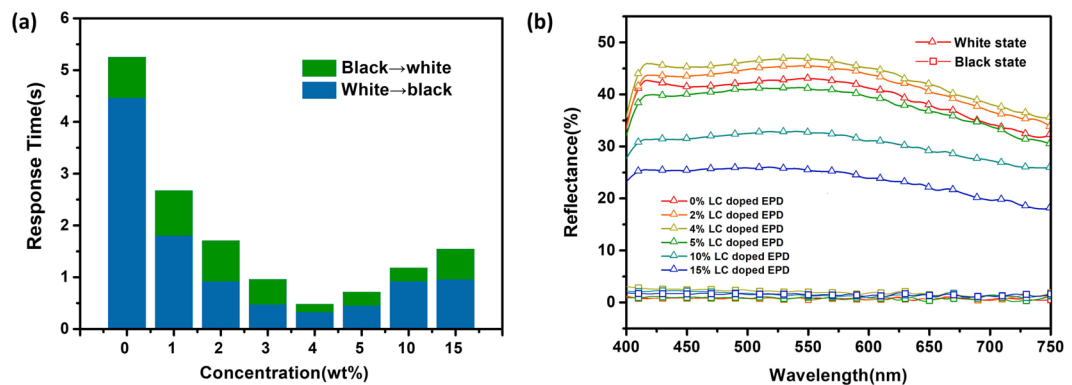 (a)
Response Time(s)
6
5
4
3
2
1
0
Black→white
White→black
0 1 2 3 4 5 10 15
Concentration(wt%)
(b)
Reflectance(%)
50
40
30
20
10
0
White state
Black state
0% LC doped EPD
2% LC doped EPD
4% LC doped EPD
5% LC doped EPD
10% LC doped EPD
15% LC doped EPD
400 450 500 550 600 650 700 750
Wavelength(nm)